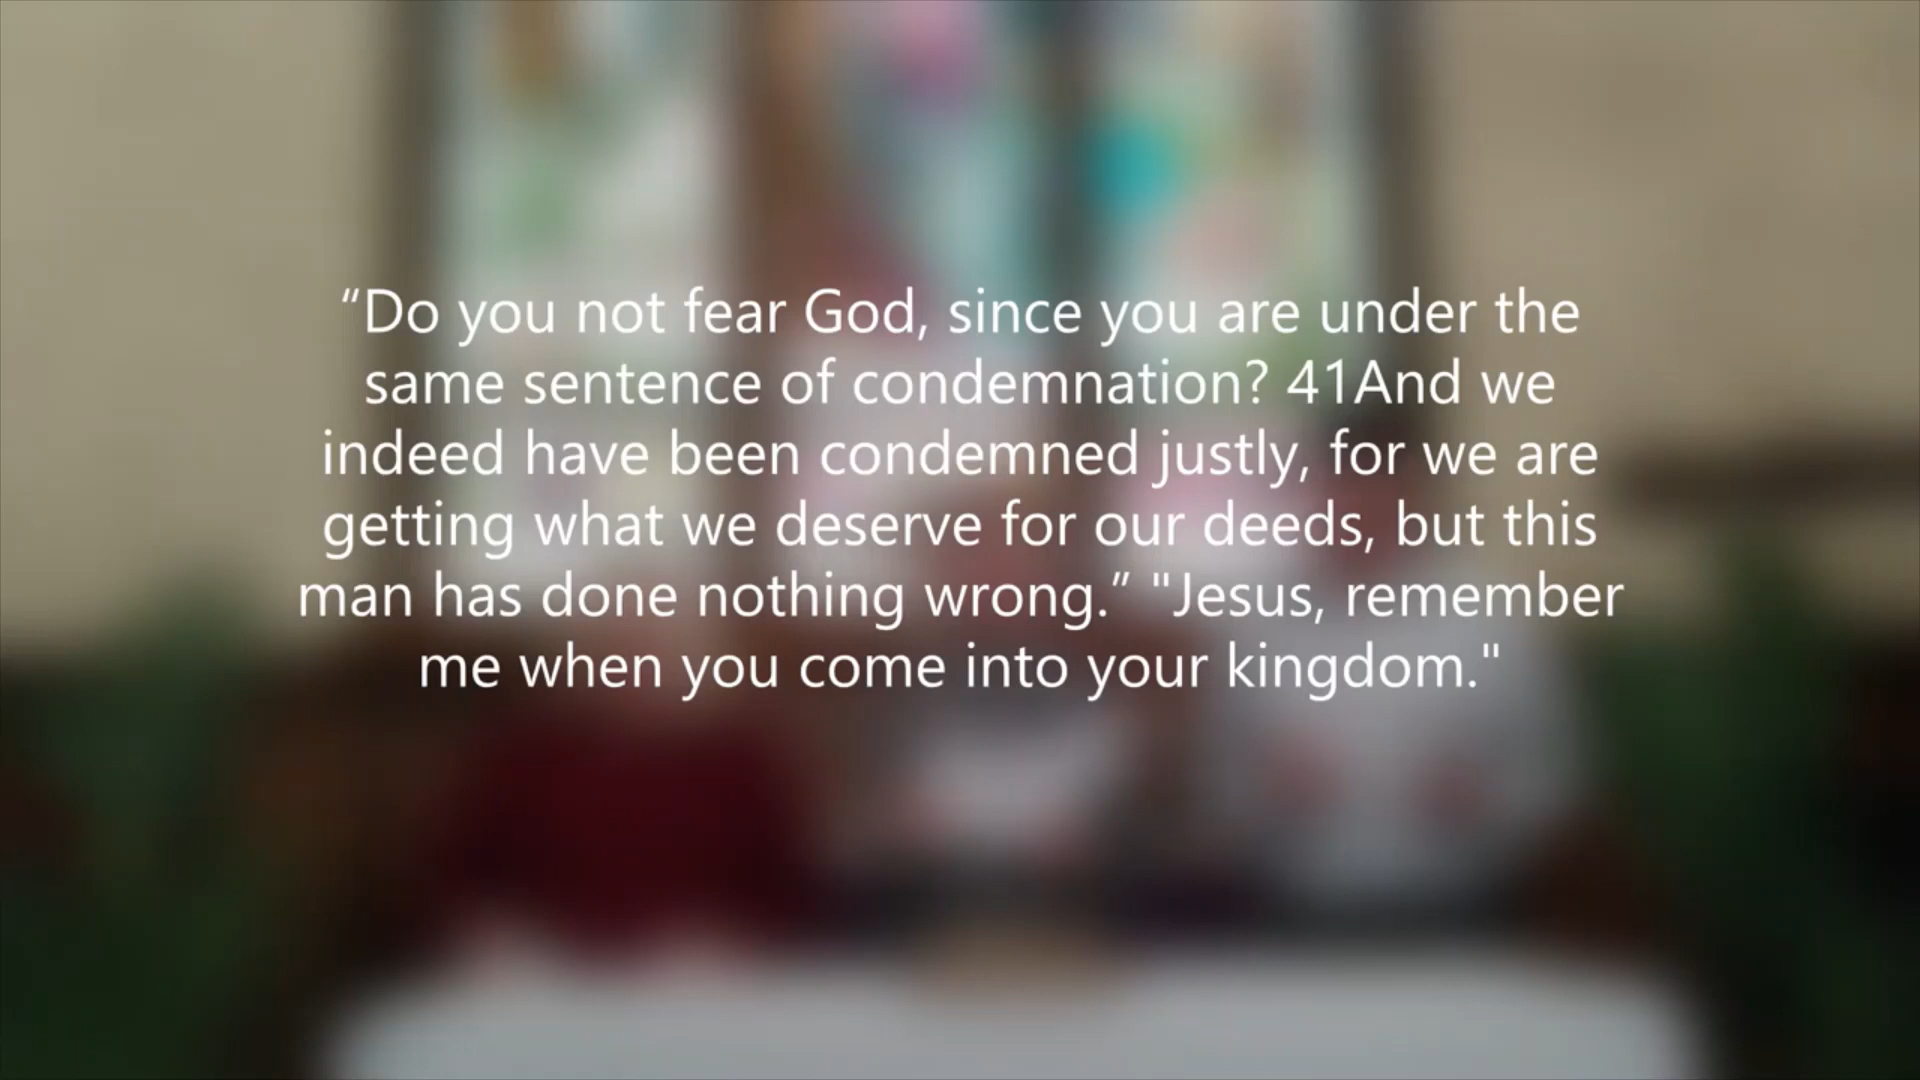 “Do you not fear God, since you are under the
same sentence of condemnation? 41And we
indeed have been condemned justly, for we are
getting what we deserve for our deeds, but this
man has done nothing wrong.” "Jesus, remember
me when you come into your kingdom."